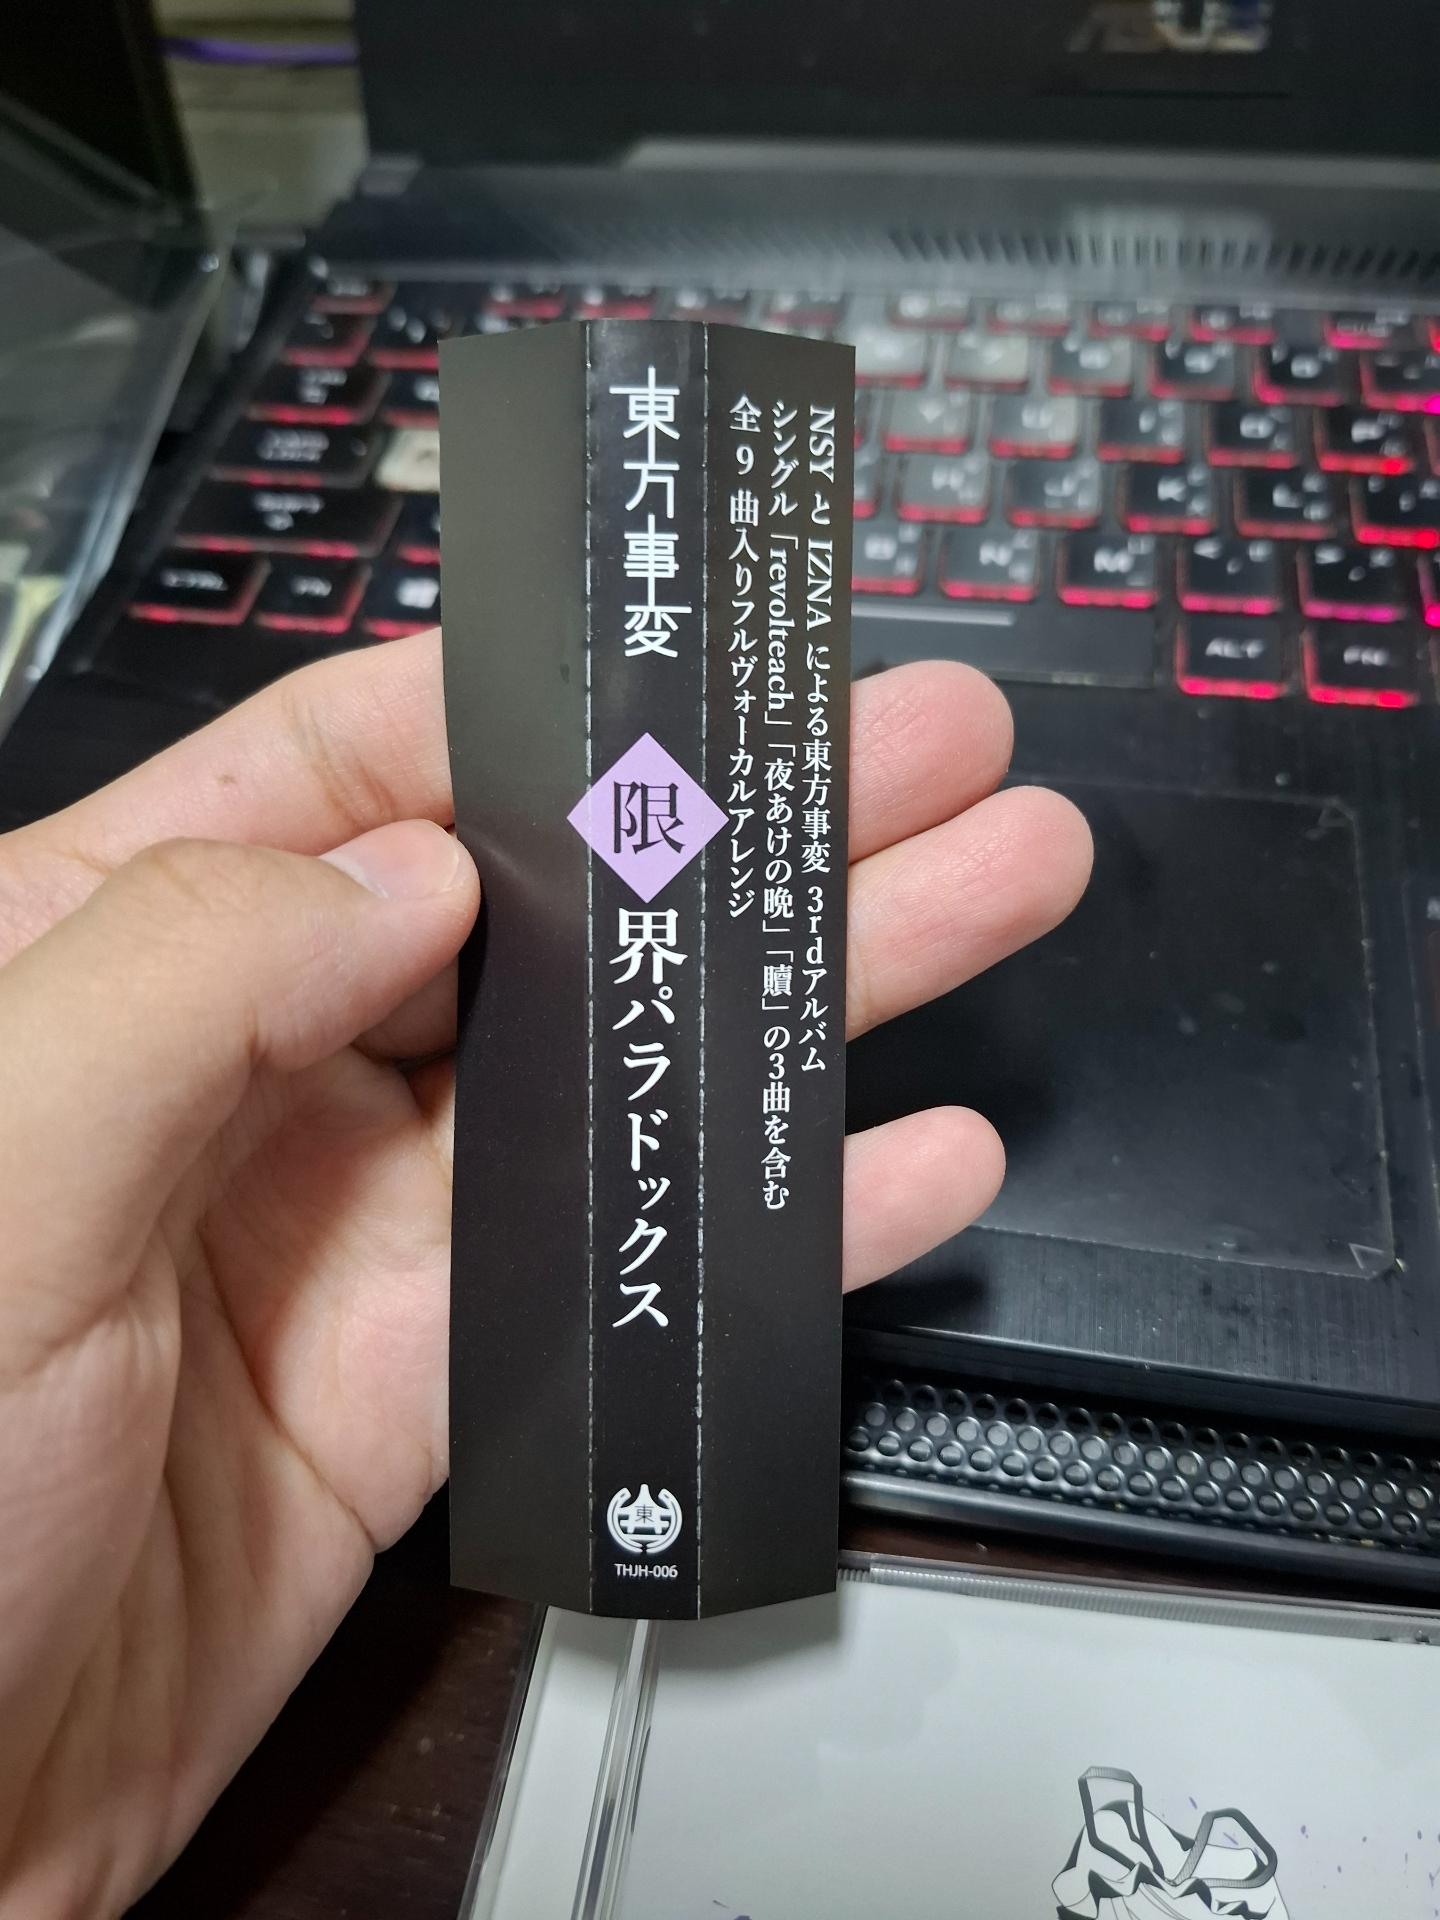 NSY と IZNA による東方事変 3rdアルバム
シングル「revolteach」「夜あけの晩」「贖」の3曲を含む
全 9 曲入りフルヴォーカルアレンジ
東方事変
限界パラドックス
東
THJH-006
K
L
N
M
ALT
CTRL
FN